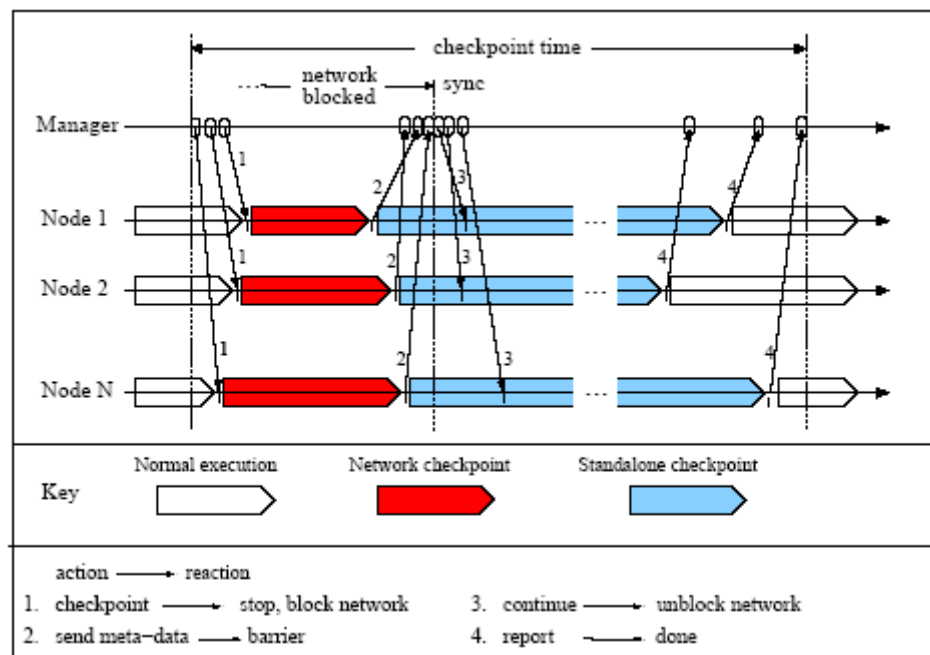 checkpoint time
--- network blocked
sync
Manager
1
2
3
Node 1
4
1
2
3
Node 2
4
1
2
3
Node N
4
...
...
...
Normal execution
Network checkpoint
Standalone checkpoint
Key
action → reaction
1. checkpoint → stop, block network
3. continue → unblock network
2. send meta-data → barrier
4. report → done